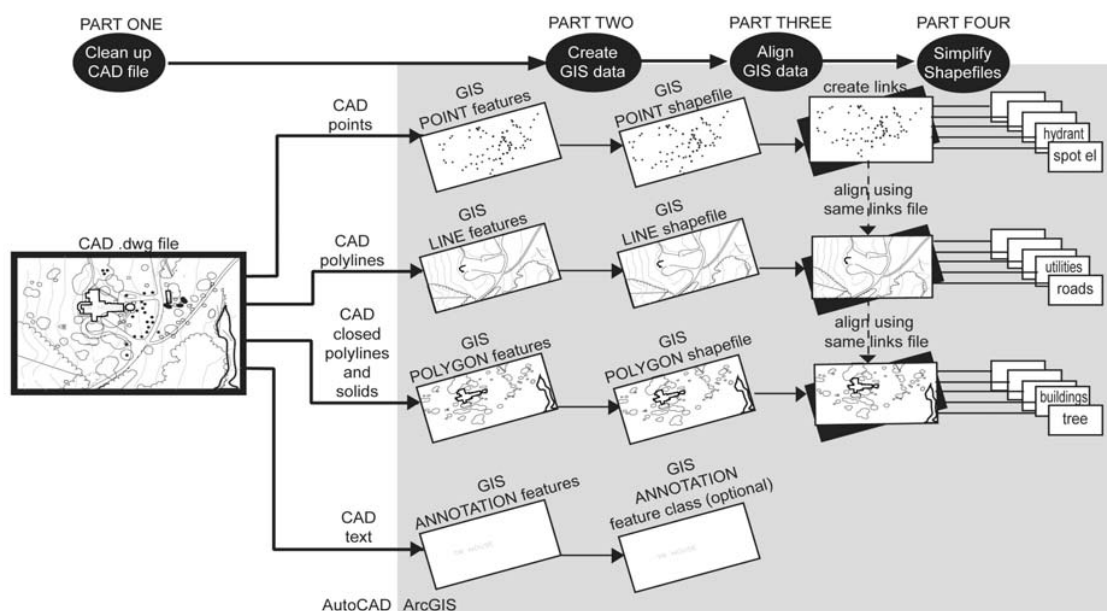 PART ONE
Clean up
CAD file
PART TWO
Create
GIS data
PART THREE
Align
GIS data
PART FOUR
Simplify
Shapefiles
CAD
points
GIS
POINT features
GIS
POINT shapefile
create links
hydrant
spot el
align using
same links file
CAD .dwg file
CAD
polylines
GIS
LINE features
GIS
LINE shapefile
utilities
roads
CAD
closed
polylines
and
solids
align using
same links file
GIS
POLYGON features
GIS
POLYGON shapefile
buildings
tree
CAD
text
GIS
ANNOTATION features
GIS
ANNOTATION
feature class (optional)
AutoCAD
ArcGIS